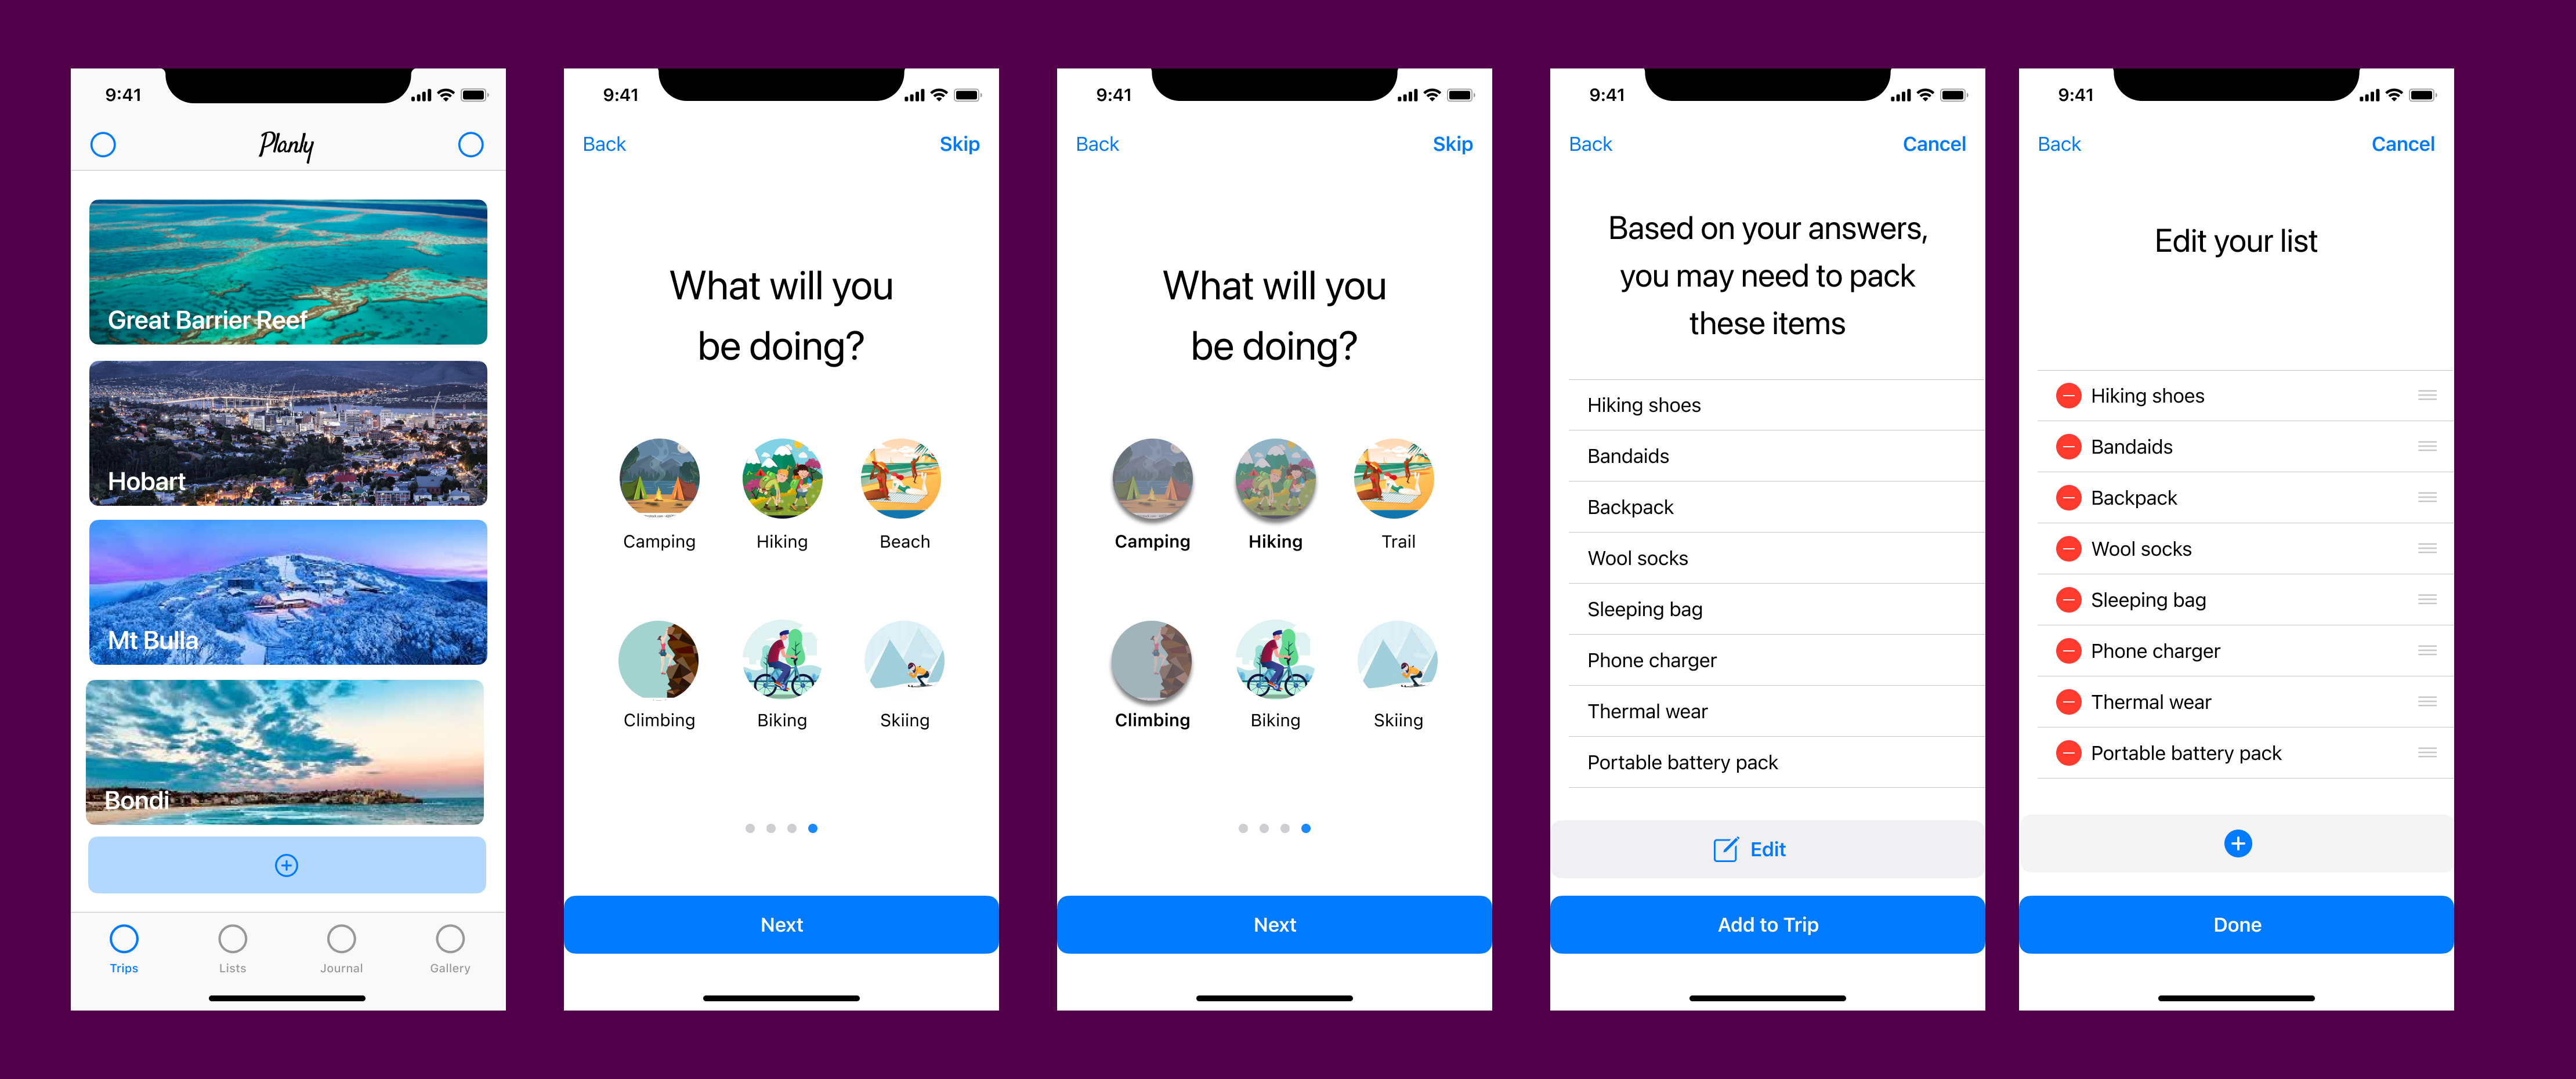 9:41
Planly
Great Barrier Reef
Hobart
Mt Bulla
Bondi
Trips
Lists
Journal
Gallery
9:41
Back
Skip
What will you
be doing?
Camping
Hiking
Beach
Climbing
Biking
Skiing
Next
9:41
Back
Skip
What will you
be doing?
Camping
Hiking
Trail
Climbing
Biking
Skiing
Next
9:41
Back
Cancel
Based on your answers,
you may need to pack
these items
Hiking shoes
Bandaids
Backpack
Wool socks
Sleeping bag
Phone charger
Thermal wear
Portable battery pack
Edit
Add to Trip
9:41
Back
Cancel
Edit your list
Hiking shoes
Bandaids
Backpack
Wool socks
Sleeping bag
Phone charger
Thermal wear
Portable battery pack
Done